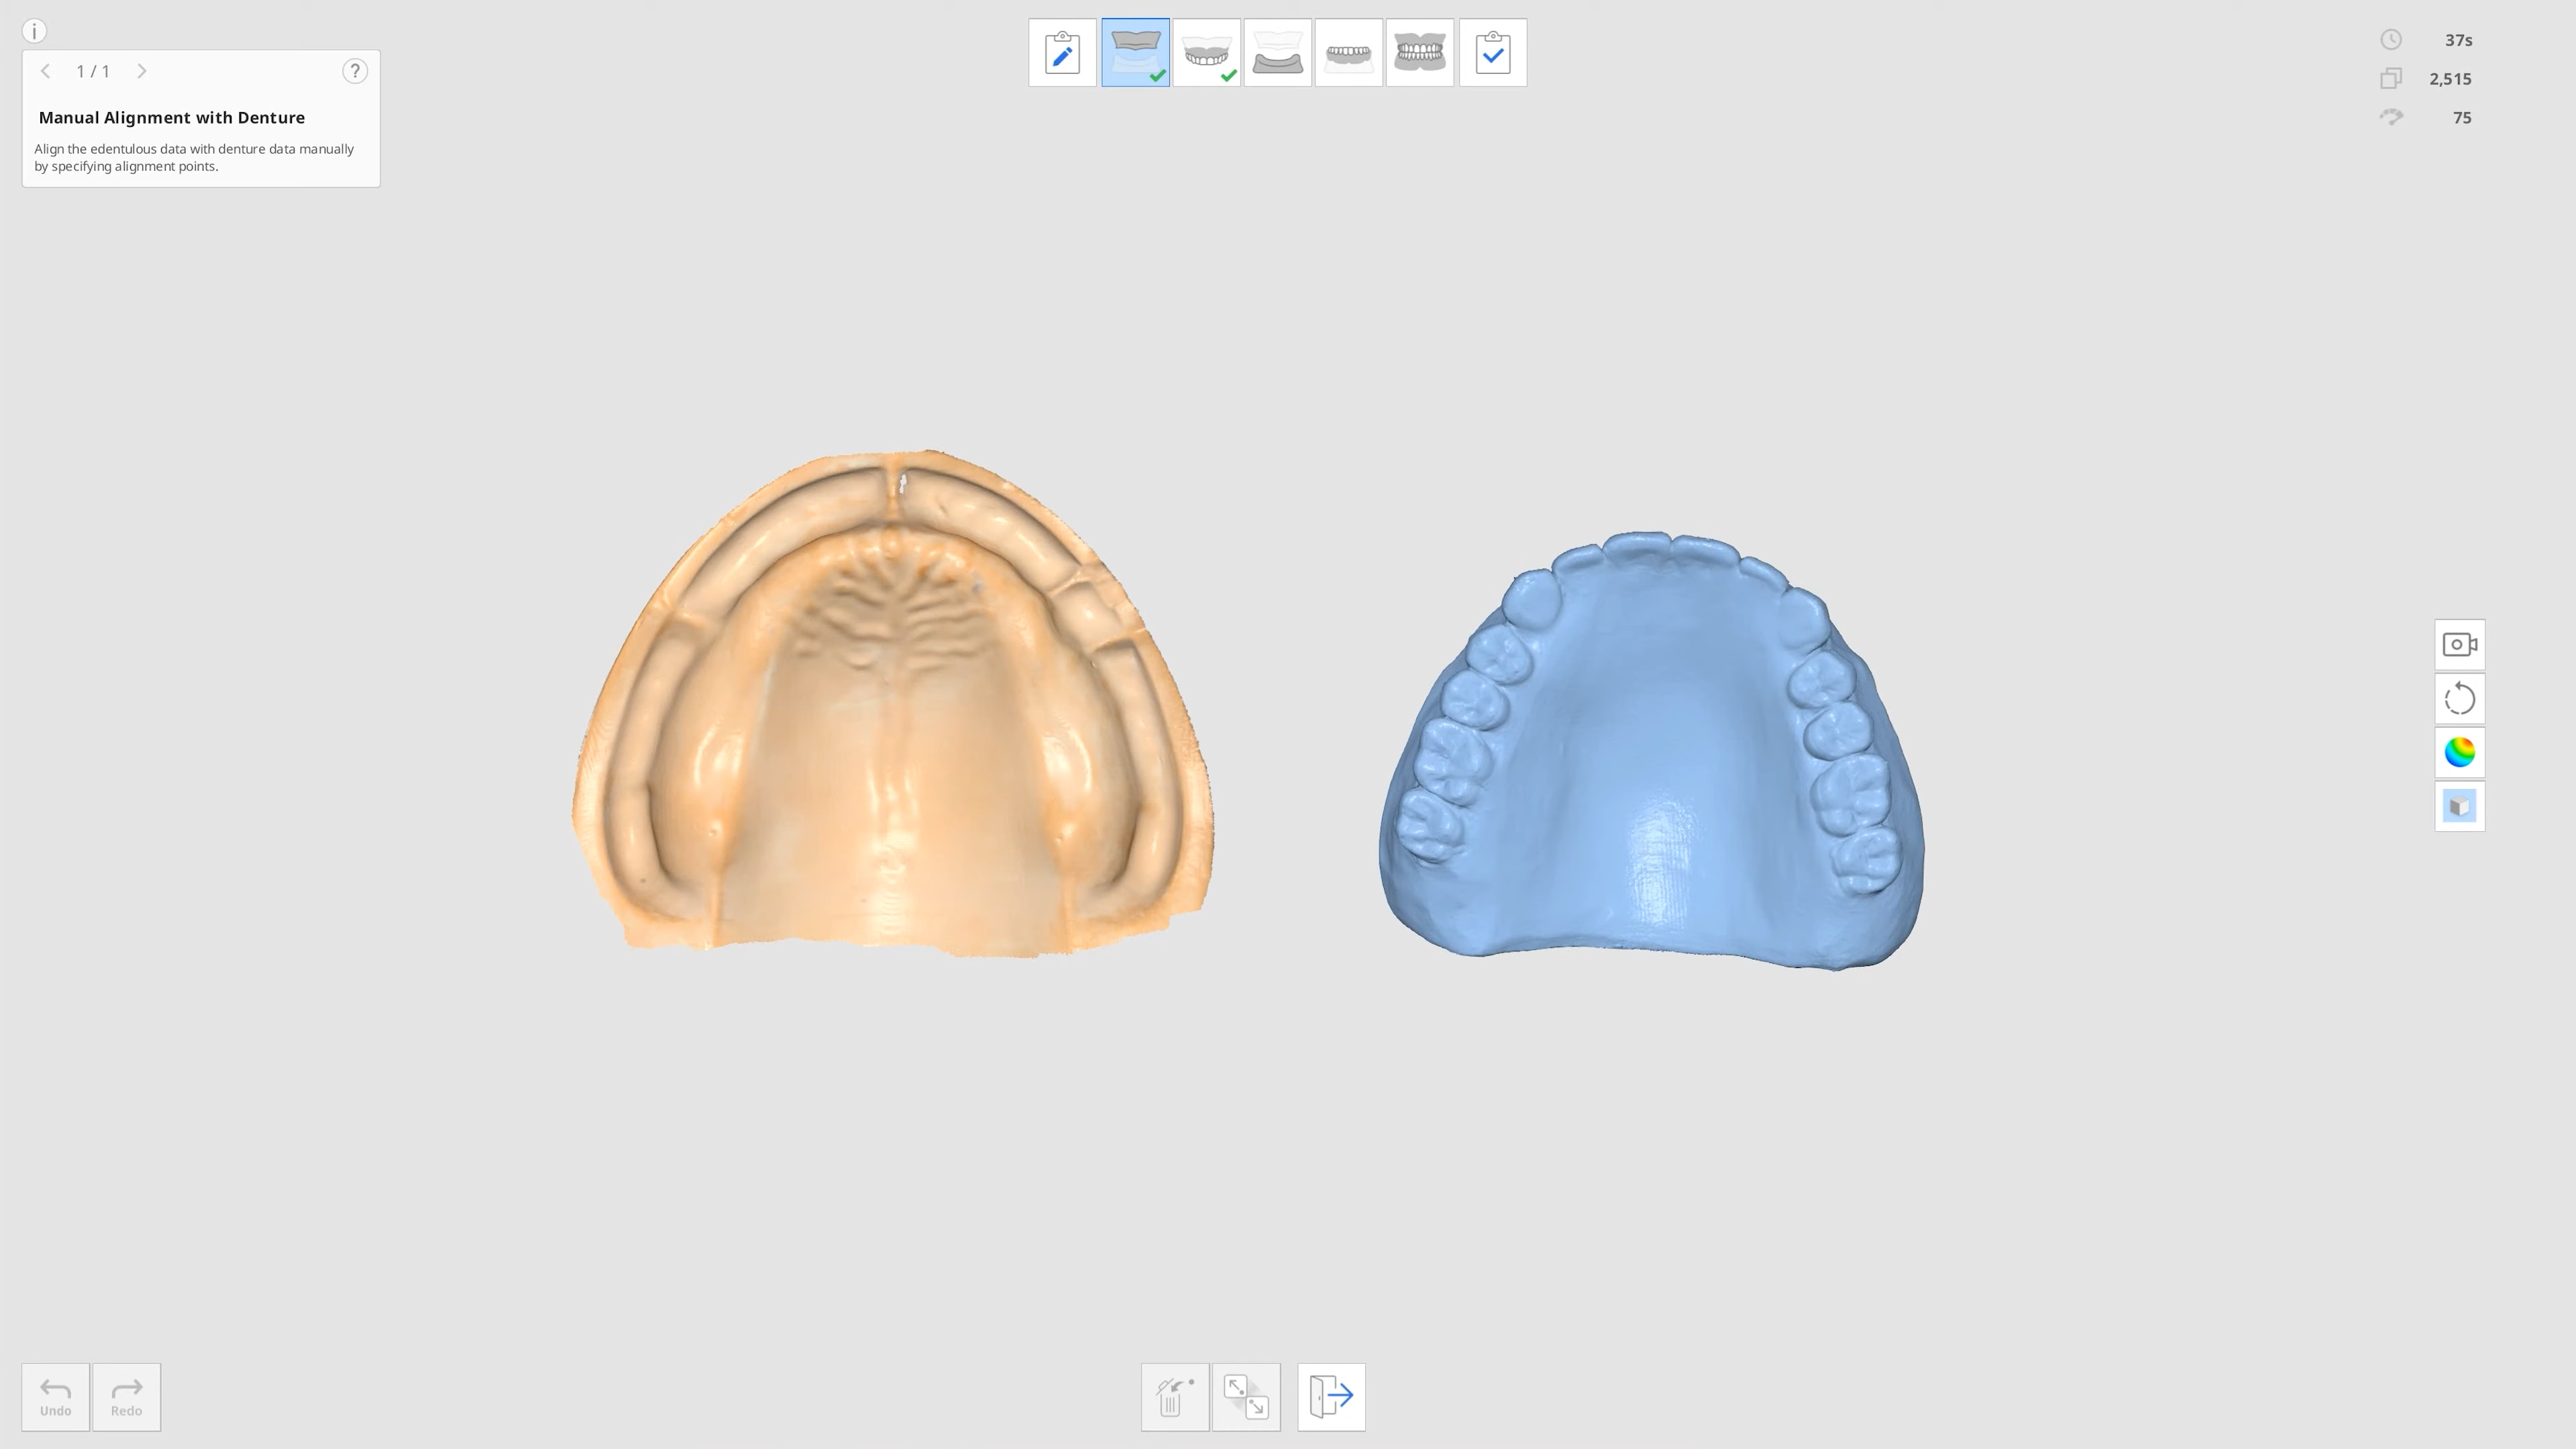 i
1 / 1
?
Manual Alignment with Denture
Align the edentulous data with denture data manually
by specifying alignment points.
37s
2,515
75
Undo
Redo